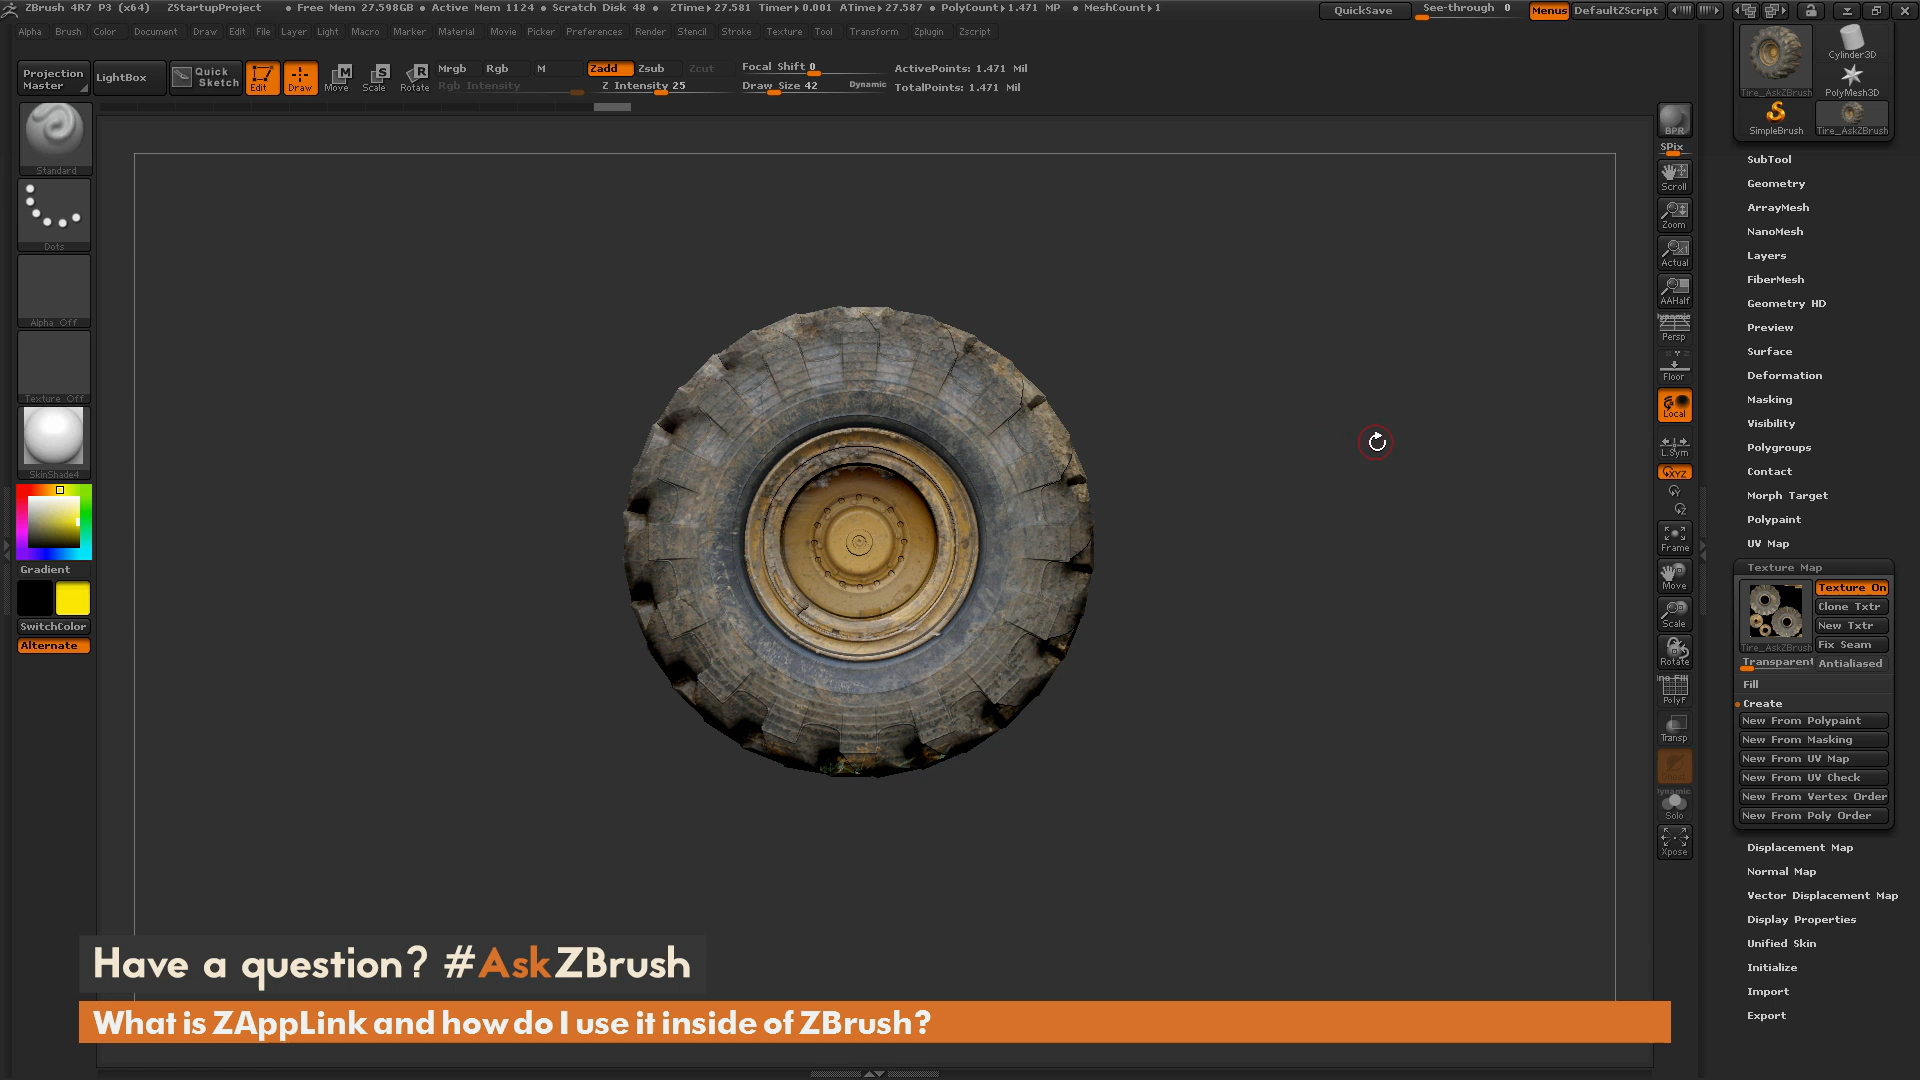 ZBrush 4R7 P3 (x64) ZStartupProject • Free Mem 27.598GB • Active Mem 1124 • Scratch Disk 48 • ZTime▸27.581 Timer▸0.001 ATime▸27.587 • PolyCount▸1.471 MP • MeshCount▸1
QuickSave See-through 0 Menus DefaultZScript
Alpha Brush Color Document Draw Edit File Layer Light Macro Marker Material Movie Picker Preferences Render Stencil Stroke Texture Tool Transform Zplugin Zscript
Projection Master
LightBox
Quick Sketch
Edit
Draw
Move
Scale
Rotate
Mrgb Rgb M
Rgb Intensity
Zadd Zsub Zcut
Z Intensity 25
Focal Shift 0
Draw Size 42
Dynamic
ActivePoints: 1.471 Mil
TotalPoints: 1.471 Mil
Standard
Dots
Alpha Off
Texture Off
SkinShade4
Gradient
SwitchColor
Alternate
BPR
SPix
Scroll
Zoom
Actual
AAHalf
Dynamic
Persp
Floor
Local
L.Sym
XYZ
Frame
Move
Scale
Rotate
PolyF
Transp
Ghost
Dynamic
Solo
Xpose
Tire_AskZBrush
Cylinder3D
PolyMesh3D
SimpleBrush
Tire_AskZBrush
SubTool
Geometry
ArrayMesh
NanoMesh
Layers
FiberMesh
Geometry HD
Preview
Surface
Deformation
Masking
Visibility
Polygroups
Contact
Morph Target
Polypaint
UV Map
Texture Map
Tire_AskZBrush
Texture On
Clone Txtr
New Txtr
Fix Seam
Transparent
Antialiased
Fill
Create
New From Polypaint
New From Masking
New From UV Map
New From UV Check
New From Vertex Order
New From Poly Order
Displacement Map
Normal Map
Vector Displacement Map
Display Properties
Unified Skin
Initialize
Import
Export
Have a question? #AskZBrush
What is ZAppLink and how do I use it inside of ZBrush?